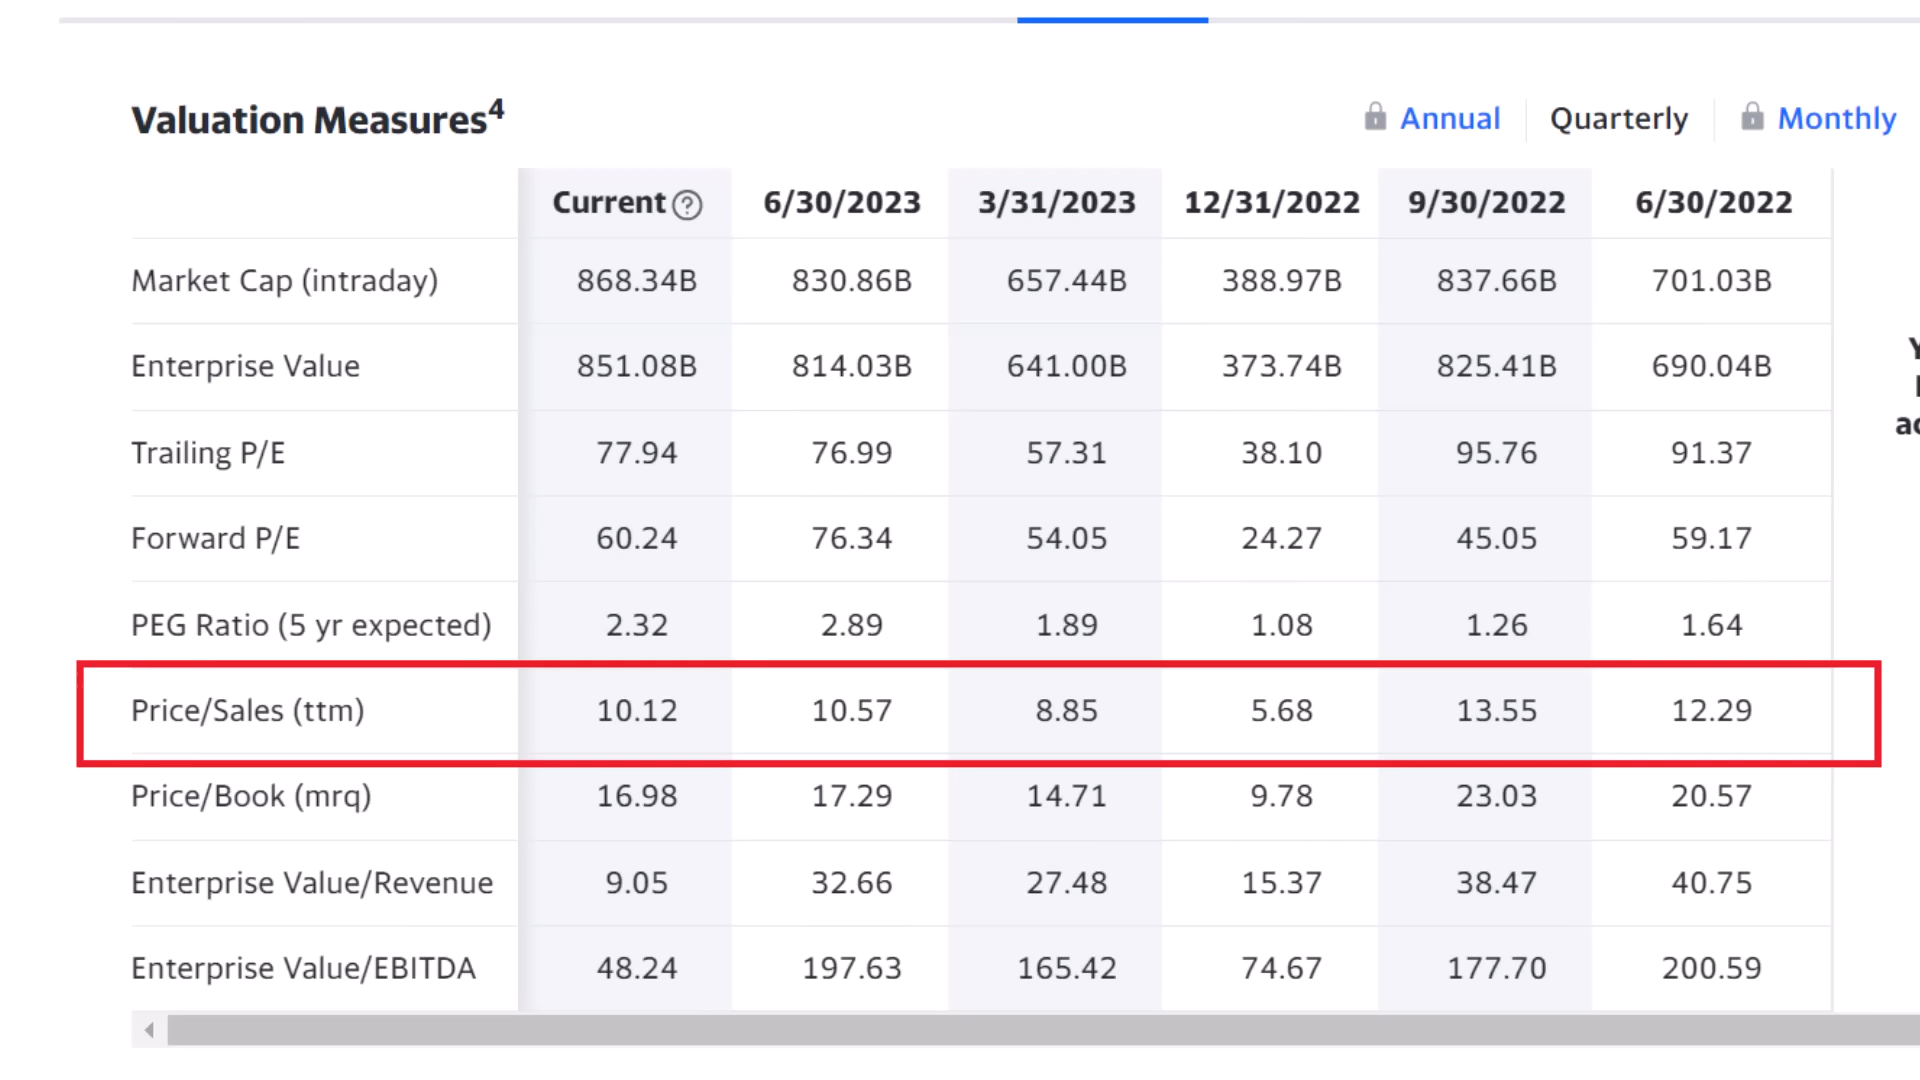 Valuation Measures4
Annual Quarterly Monthly
Current ? 6/30/2023 3/31/2023 12/31/2022 9/30/2022 6/30/2022
Market Cap (intraday) 868.34B 830.86B 657.44B 388.97B 837.66B 701.03B
Enterprise Value 851.08B 814.03B 641.00B 373.74B 825.41B 690.04B
Trailing P/E 77.94 76.99 57.31 38.10 95.76 91.37
Forward P/E 60.24 76.34 54.05 24.27 45.05 59.17
PEG Ratio (5 yr expected) 2.32 2.89 1.89 1.08 1.26 1.64
Price/Sales (ttm) 10.12 10.57 8.85 5.68 13.55 12.29
Price/Book (mrq) 16.98 17.29 14.71 9.78 23.03 20.57
Enterprise Value/Revenue 9.05 32.66 27.48 15.37 38.47 40.75
Enterprise Value/EBITDA 48.24 197.63 165.42 74.67 177.70 200.59